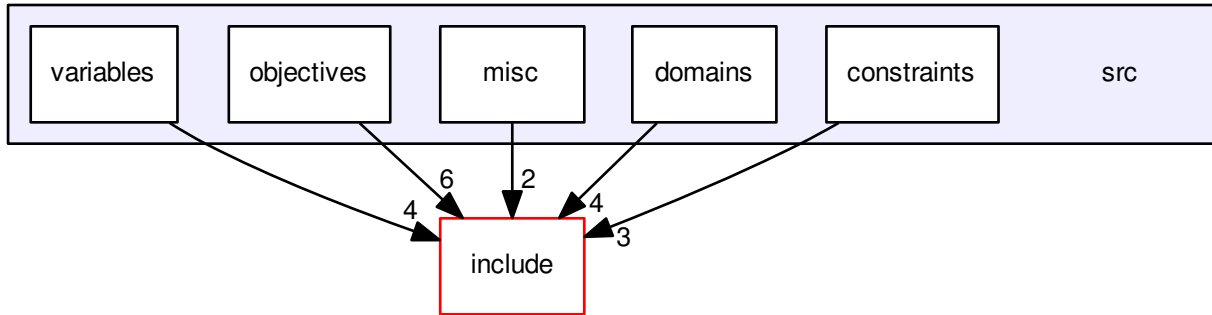 variables
objectives
misc
domains
constraints
src
4
6
2
4
3
include